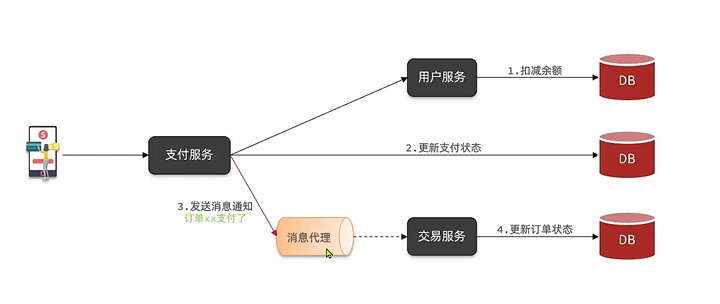 用户服务
1.扣减余额
DB
支付服务
2.更新支付状态
DB
3.发送消息通知
订单xx支付了
消息代理
交易服务
4.更新订单状态
DB